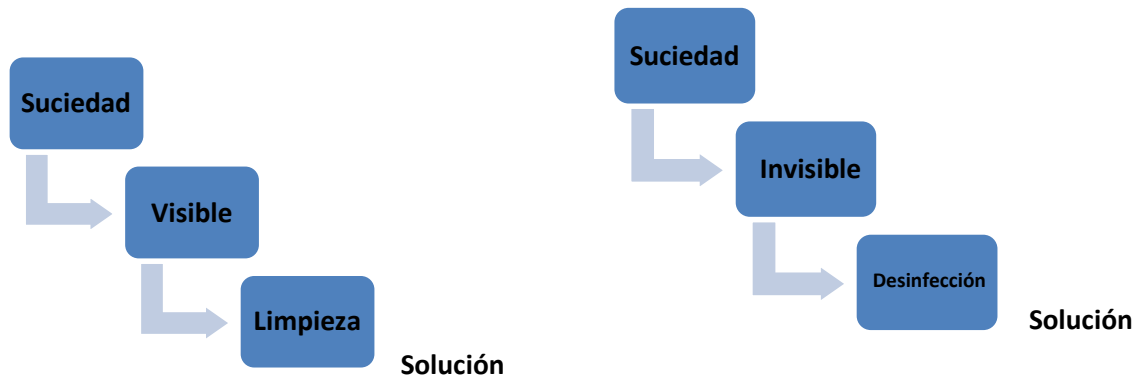 Suciedad
Visible
Limpieza
Solución
Suciedad
Invisible
Desinfección
Solución